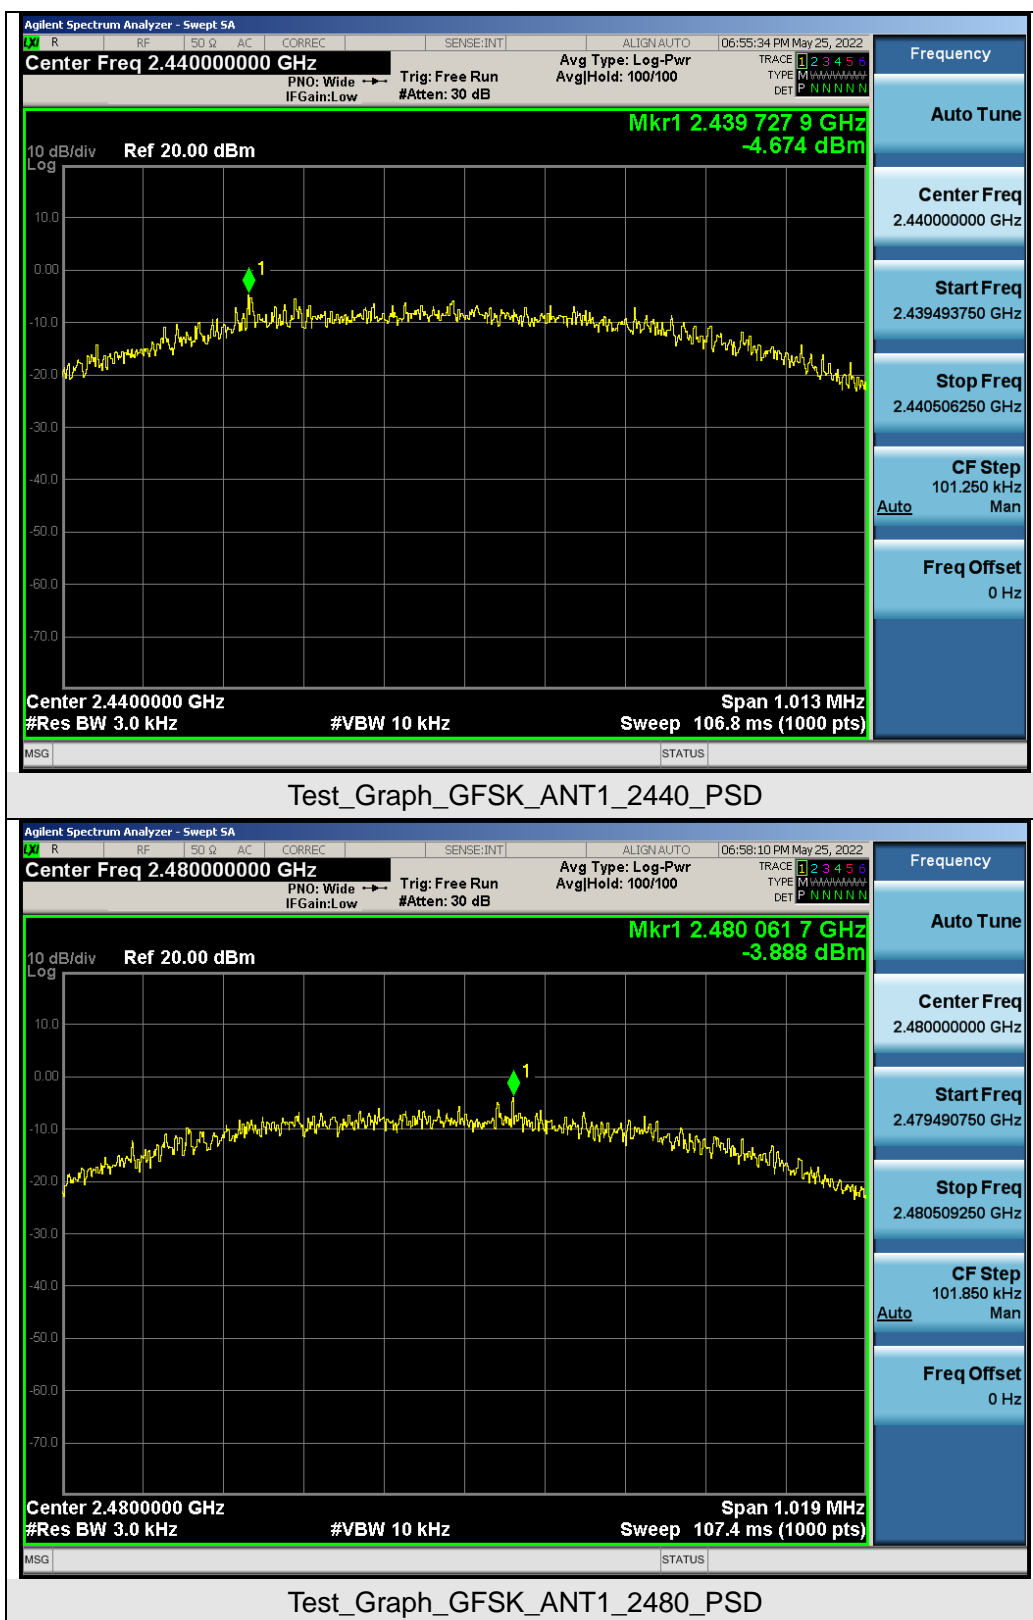 Agilent Spectrum Analyzer - Swept SA
LXI R RF 50 Ω AC CORREC SENSE:INT ALIGN AUTO 06:55:34 PM May 25, 2022
Center Freq 2.440000000 GHz
PNO: Wide
IFGain:Low
Trig: Free Run
#Atten: 30 dB
Avg Type: Log-Pwr
Avg|Hold: 100/100
TRACE 1 2 3 4 5 6
TYPE M WWWWW
DET P N N N N N
Mkr1 2.439 727 9 GHz
-4.674 dBm
10 dB/div Ref 20.00 dBm
Log
10.0
0.00
-10.0
-20.0
-30.0
-40.0
-50.0
-60.0
-70.0
1
Center 2.4400000 GHz Span 1.013 MHz
#Res BW 3.0 kHz #VBW 10 kHz Sweep 106.8 ms (1000 pts)
MSG STATUS
Frequency
Auto Tune
Center Freq
2.440000000 GHz
Start Freq
2.439493750 GHz
Stop Freq
2.440506250 GHz
CF Step
101.250 kHz
Auto Man
Freq Offset
0 Hz
Test_Graph_GFSK_ANT1_2440_PSD
Agilent Spectrum Analyzer - Swept SA
LXI R RF 50 Ω AC CORREC SENSE:INT ALIGN AUTO 06:58:10 PM May 25, 2022
Center Freq 2.480000000 GHz
PNO: Wide
IFGain:Low
Trig: Free Run
#Atten: 30 dB
Avg Type: Log-Pwr
Avg|Hold: 100/100
TRACE 1 2 3 4 5 6
TYPE M WWWWW
DET P N N N N N
Mkr1 2.480 061 7 GHz
-3.888 dBm
10 dB/div Ref 20.00 dBm
Log
10.0
0.00
-10.0
-20.0
-30.0
-40.0
-50.0
-60.0
-70.0
1
Center 2.4800000 GHz Span 1.019 MHz
#Res BW 3.0 kHz #VBW 10 kHz Sweep 107.4 ms (1000 pts)
MSG STATUS
Frequency
Auto Tune
Center Freq
2.480000000 GHz
Start Freq
2.479490750 GHz
Stop Freq
2.480509250 GHz
CF Step
101.850 kHz
Auto Man
Freq Offset
0 Hz
Test_Graph_GFSK_ANT1_2480_PSD